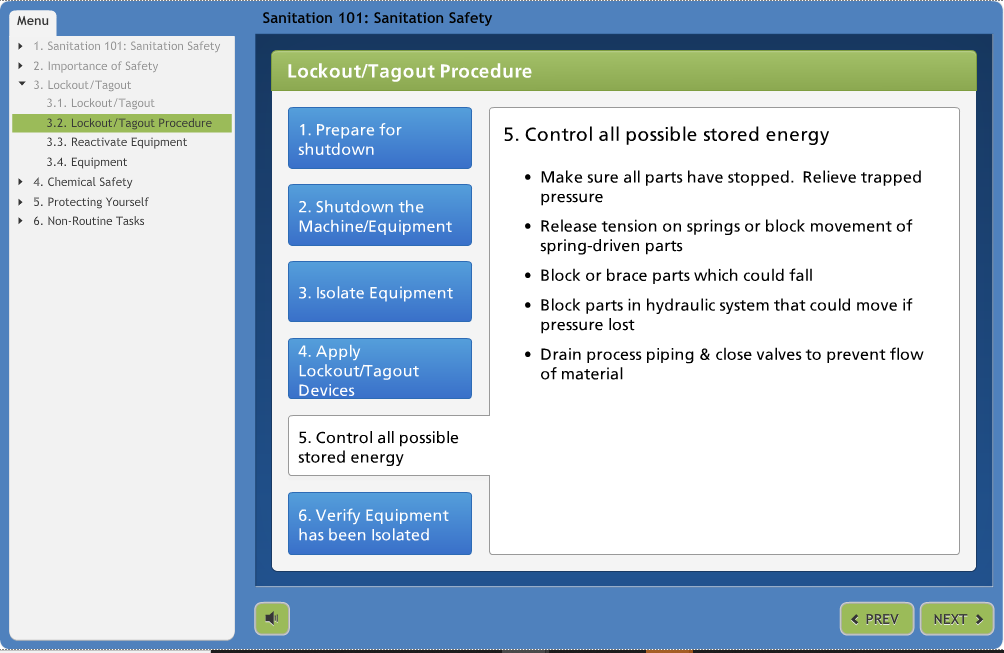 Menu
1. Sanitation 101: Sanitation Safety
2. Importance of Safety
3. Lockout/Tagout
3.1. Lockout/Tagout
3.2. Lockout/Tagout Procedure
3.3. Reactivate Equipment
3.4. Equipment
4. Chemical Safety
5. Protecting Yourself
6. Non-Routine Tasks
Sanitation 101: Sanitation Safety
Lockout/Tagout Procedure
1. Prepare for
shutdown
2. Shutdown the
Machine/Equipment
3. Isolate Equipment
4. Apply
Lockout/Tagout
Devices
5. Control all possible
stored energy
6. Verify Equipment
has been Isolated
5. Control all possible stored energy
• Make sure all parts have stopped.  Relieve trapped
pressure
• Release tension on springs or block movement of
spring-driven parts
• Block or brace parts which could fall
• Block parts in hydraulic system that could move if
pressure lost
• Drain process piping & close valves to prevent flow
of material
PREV
NEXT